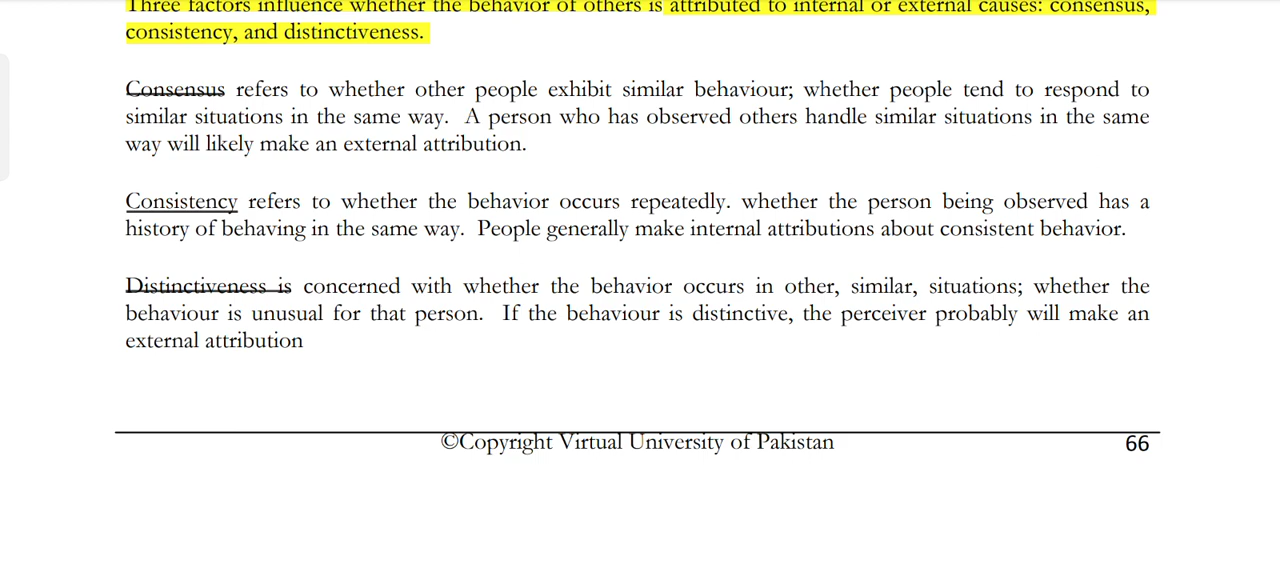 Three factors influence whether the behavior of others is attributed to internal or external causes: consensus,
consistency, and distinctiveness.
Consensus refers to whether other people exhibit similar behaviour; whether people tend to respond to
similar situations in the same way. A person who has observed others handle similar situations in the same
way will likely make an external attribution.
Consistency refers to whether the behavior occurs repeatedly. whether the person being observed has a
history of behaving in the same way. People generally make internal attributions about consistent behavior.
Distinctiveness is concerned with whether the behavior occurs in other, similar, situations; whether the
behaviour is unusual for that person. If the behaviour is distinctive, the perceiver probably will make an
external attribution
©Copyright Virtual University of Pakistan 66